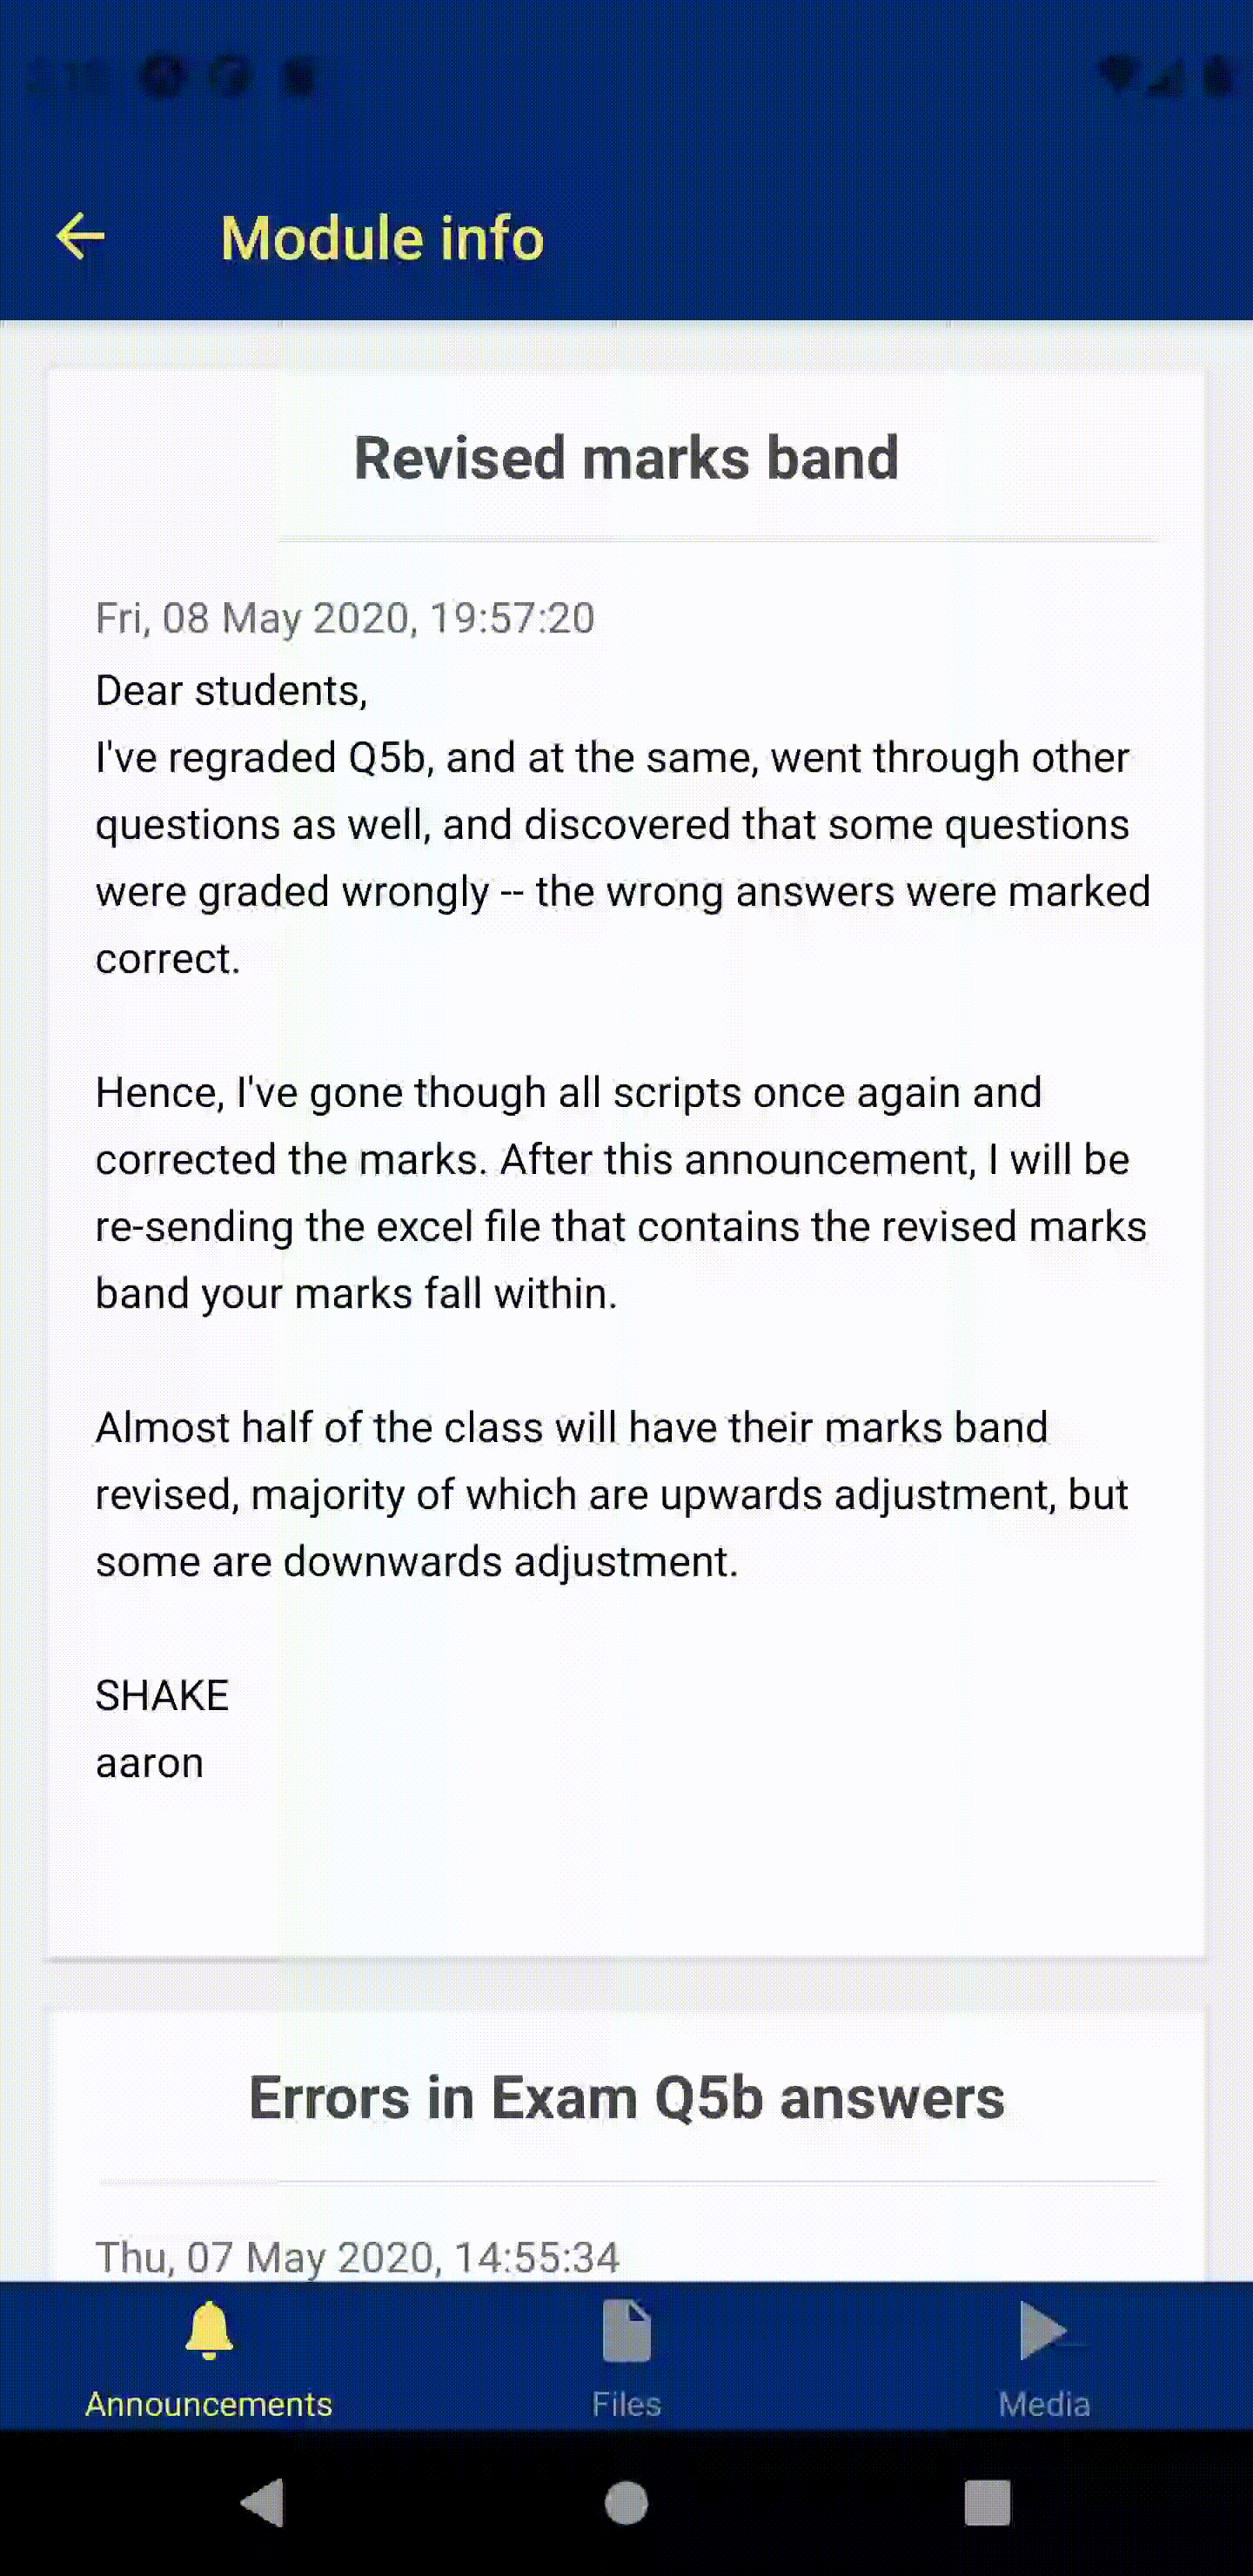 Module info
Revised marks band
Fri, 08 May 2020, 19:57:20
Dear students,
I've regraded Q5b, and at the same, went through other
questions as well, and discovered that some questions
were graded wrongly -- the wrong answers were marked
correct.
Hence, I've gone though all scripts once again and
corrected the marks. After this announcement, I will be
re-sending the excel file that contains the revised marks
band your marks fall within.
Almost half of the class will have their marks band
revised, majority of which are upwards adjustment, but
some are downwards adjustment.
SHAKE
aaron
Errors in Exam Q5b answers
Thu, 07 May 2020, 14:55:34
Announcements
Files
Media